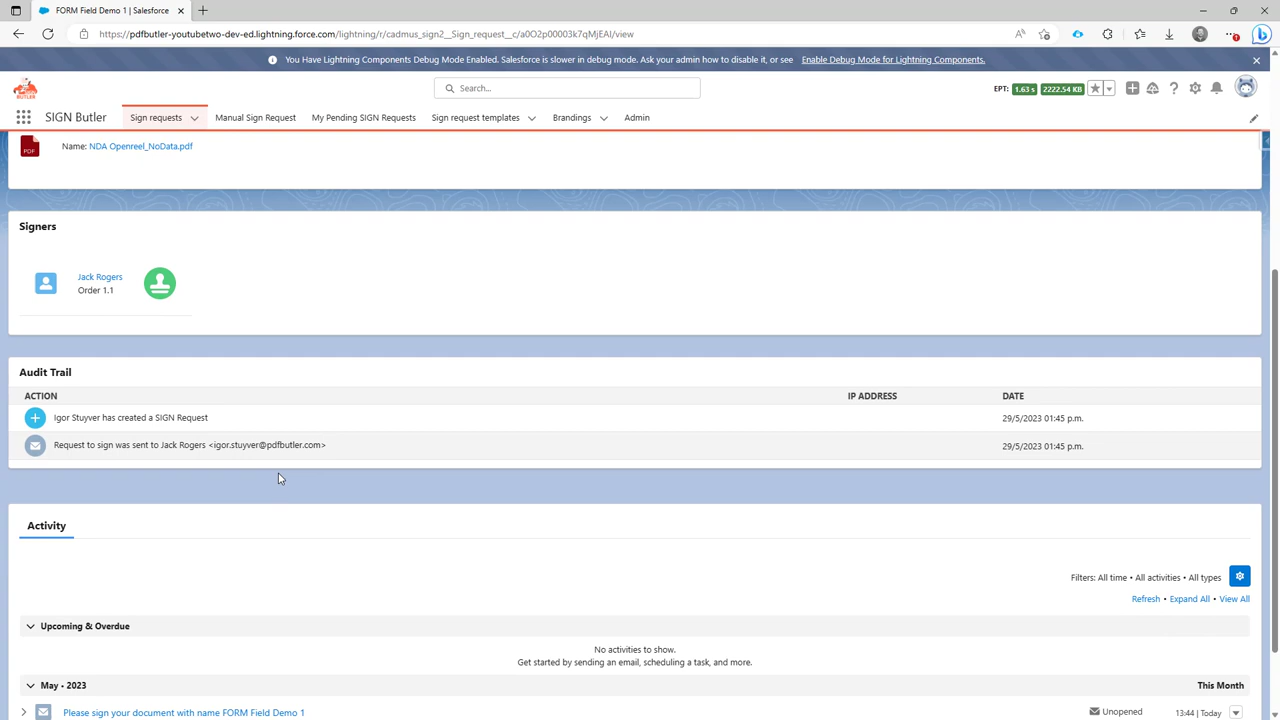 FORM Field Demo 1 | Salesforce
https://pdfbutler-youtubetwo-dev-ed.lightning.force.com/lightning/r/cadmus_sign2__Sign_request__c/a0O2p00003k7qMjEAI/view
You Have Lightning Components Debug Mode Enabled. Salesforce is slower in debug mode. Ask your admin how to disable it, or see Enable Debug Mode for Lightning Components.
Search...
EPT: 1.63 s 2222.54 KB
SIGN Butler Sign requests Manual Sign Request My Pending SIGN Requests Sign request templates Brandings Admin
PDF Name: NDA Openreel_NoData.pdf
Signers
Jack Rogers
Order 1.1
Audit Trail
ACTION IP ADDRESS DATE
Igor Stuyver has created a SIGN Request 29/5/2023 01:45 p.m.
Request to sign was sent to Jack Rogers <igor.stuyver@pdfbutler.com> 29/5/2023 01:45 p.m.
Activity
Filters: All time • All activities • All types
Refresh • Expand All • View All
Upcoming & Overdue
No activities to show.
Get started by sending an email, scheduling a task, and more.
May • 2023 This Month
Please sign your document with name FORM Field Demo 1 Unopened 13:44 | Today